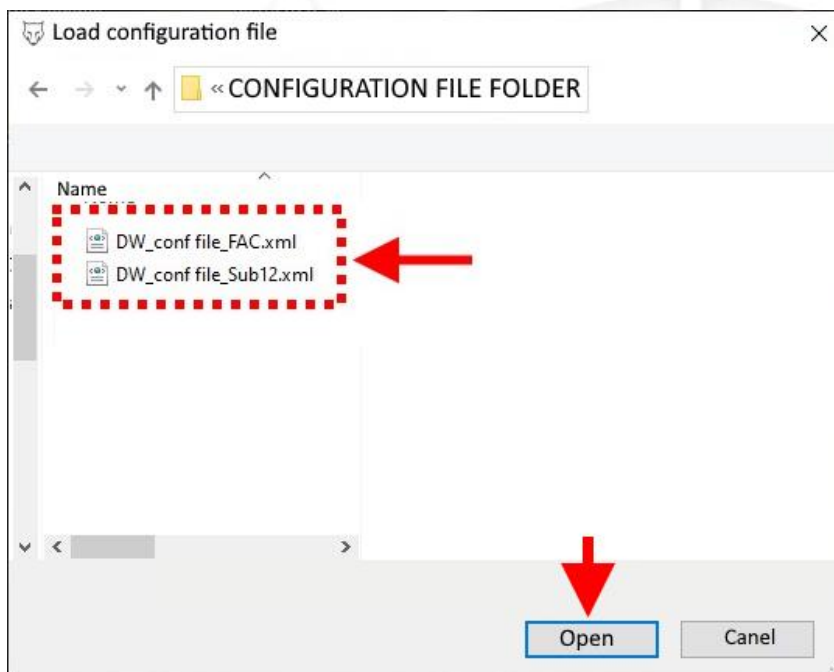 Load configuration file
« CONFIGURATION FILE FOLDER
Name
DW_conf file_FAC.xml
DW_conf file_Sub12.xml
Open
Canel